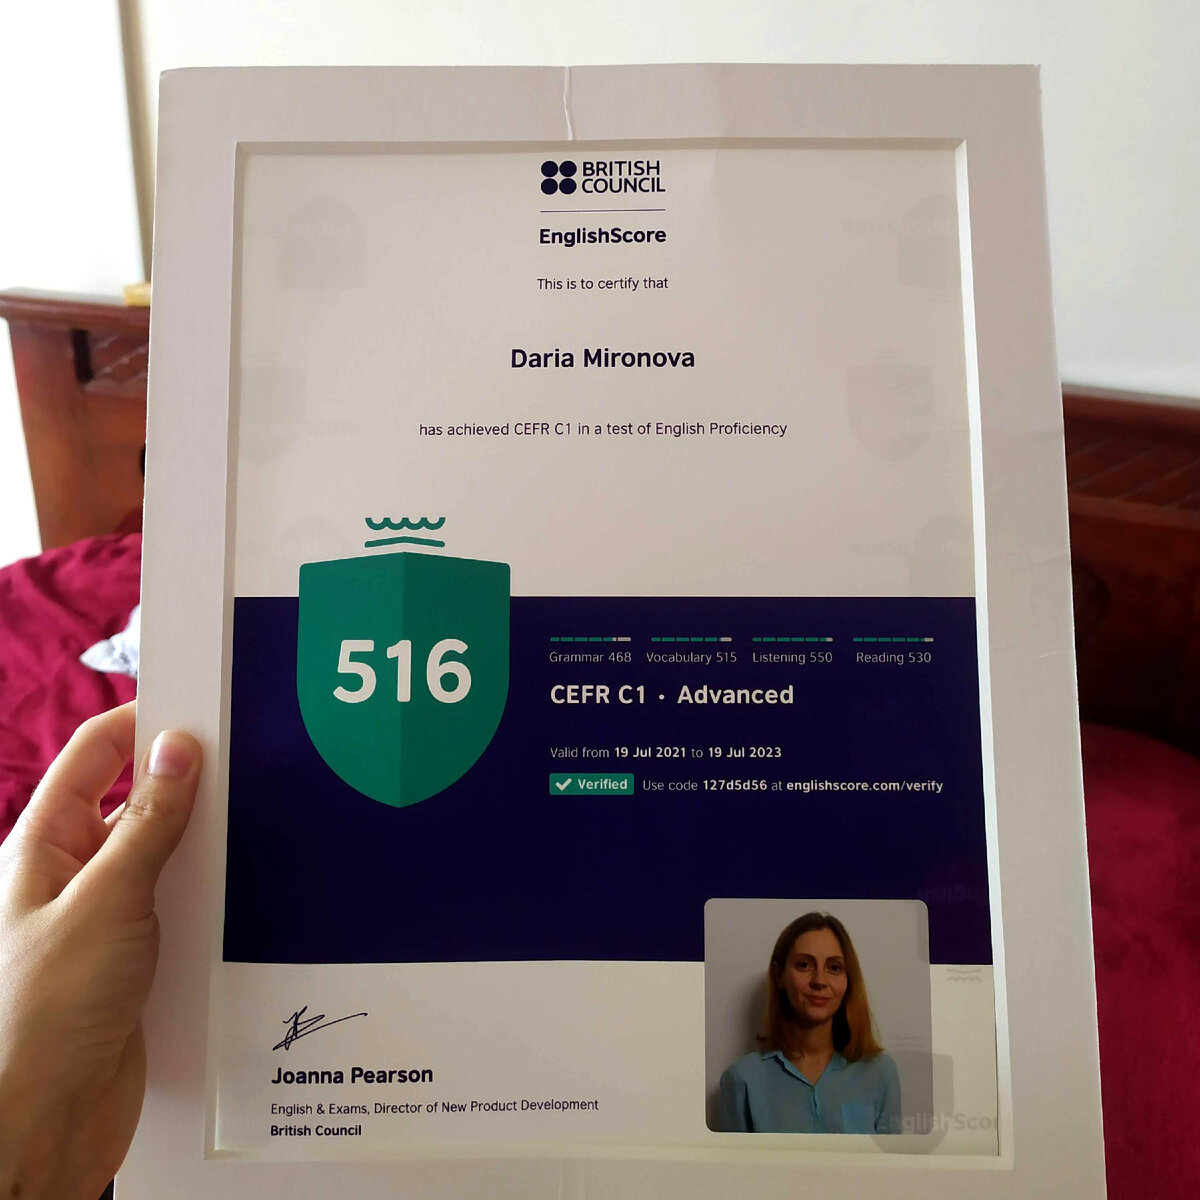 BRITISH
COUNCIL
EnglishScore
This is to certify that
Daria Mironova
has achieved CEFR C1 in a test of English Proficiency
516
Grammar 468 Vocabulary 515 Listening 550 Reading 530
CEFR C1 • Advanced
Valid from 19 Jul 2021 to 19 Jul 2023
Verified Use code 127d5d56 at englishscore.com/verify
Joanna Pearson
English & Exams, Director of New Product Development
British Council
EnglishScor